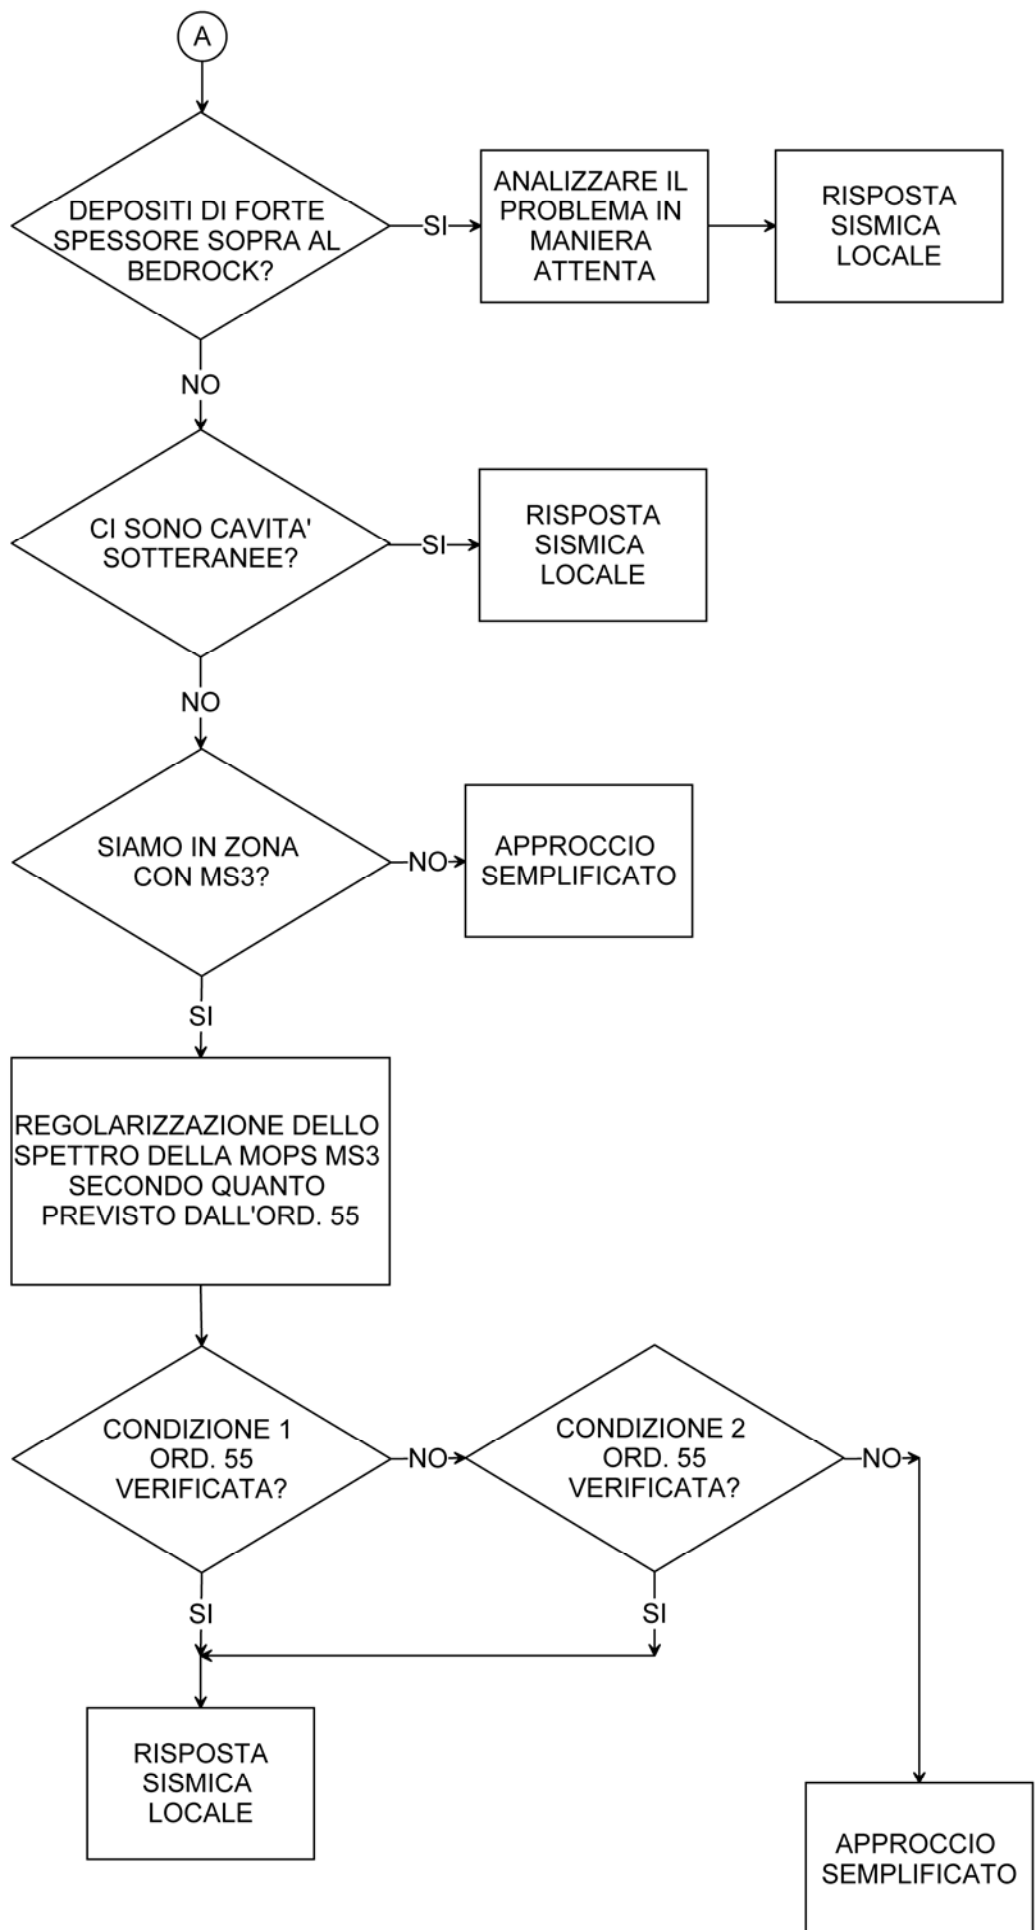 A
DEPOSITI DI FORTE
SPESSORE SOPRA AL
BEDROCK?
SI
ANALIZZARE IL
PROBLEMA IN
MANIERA
ATTENTA
RISPOSTA
SISMICA
LOCALE
NO
CI SONO CAVITA'
SOTTERANEE?
SI
RISPOSTA
SISMICA
LOCALE
NO
SIAMO IN ZONA
CON MS3?
NO
APPROCCIO
SEMPLIFICATO
SI
REGOLARIZZAZIONE DELLO
SPETTRO DELLA MOPS MS3
SECONDO QUANTO
PREVISTO DALL'ORD. 55
CONDIZIONE 1
ORD. 55
VERIFICATA?
NO
CONDIZIONE 2
ORD. 55
VERIFICATA?
NO
SI
SI
RISPOSTA
SISMICA
LOCALE
APPROCCIO
SEMPLIFICATO